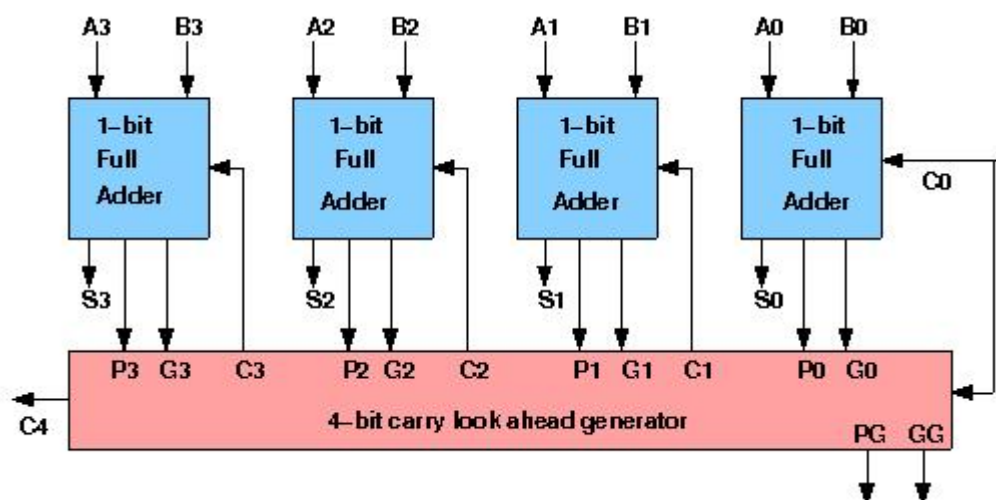 A3 B3 A2 B2 A1 B1 A0 B0
1-bit 1-bit 1-bit 1-bit
Full Full Full Full
Adder Adder Adder Adder
C0
S3 S2 S1 S0
P3 G3 C3 P2 G2 C2 P1 G1 C1 P0 G0
4-bit carry look ahead generator
C4
PG GG